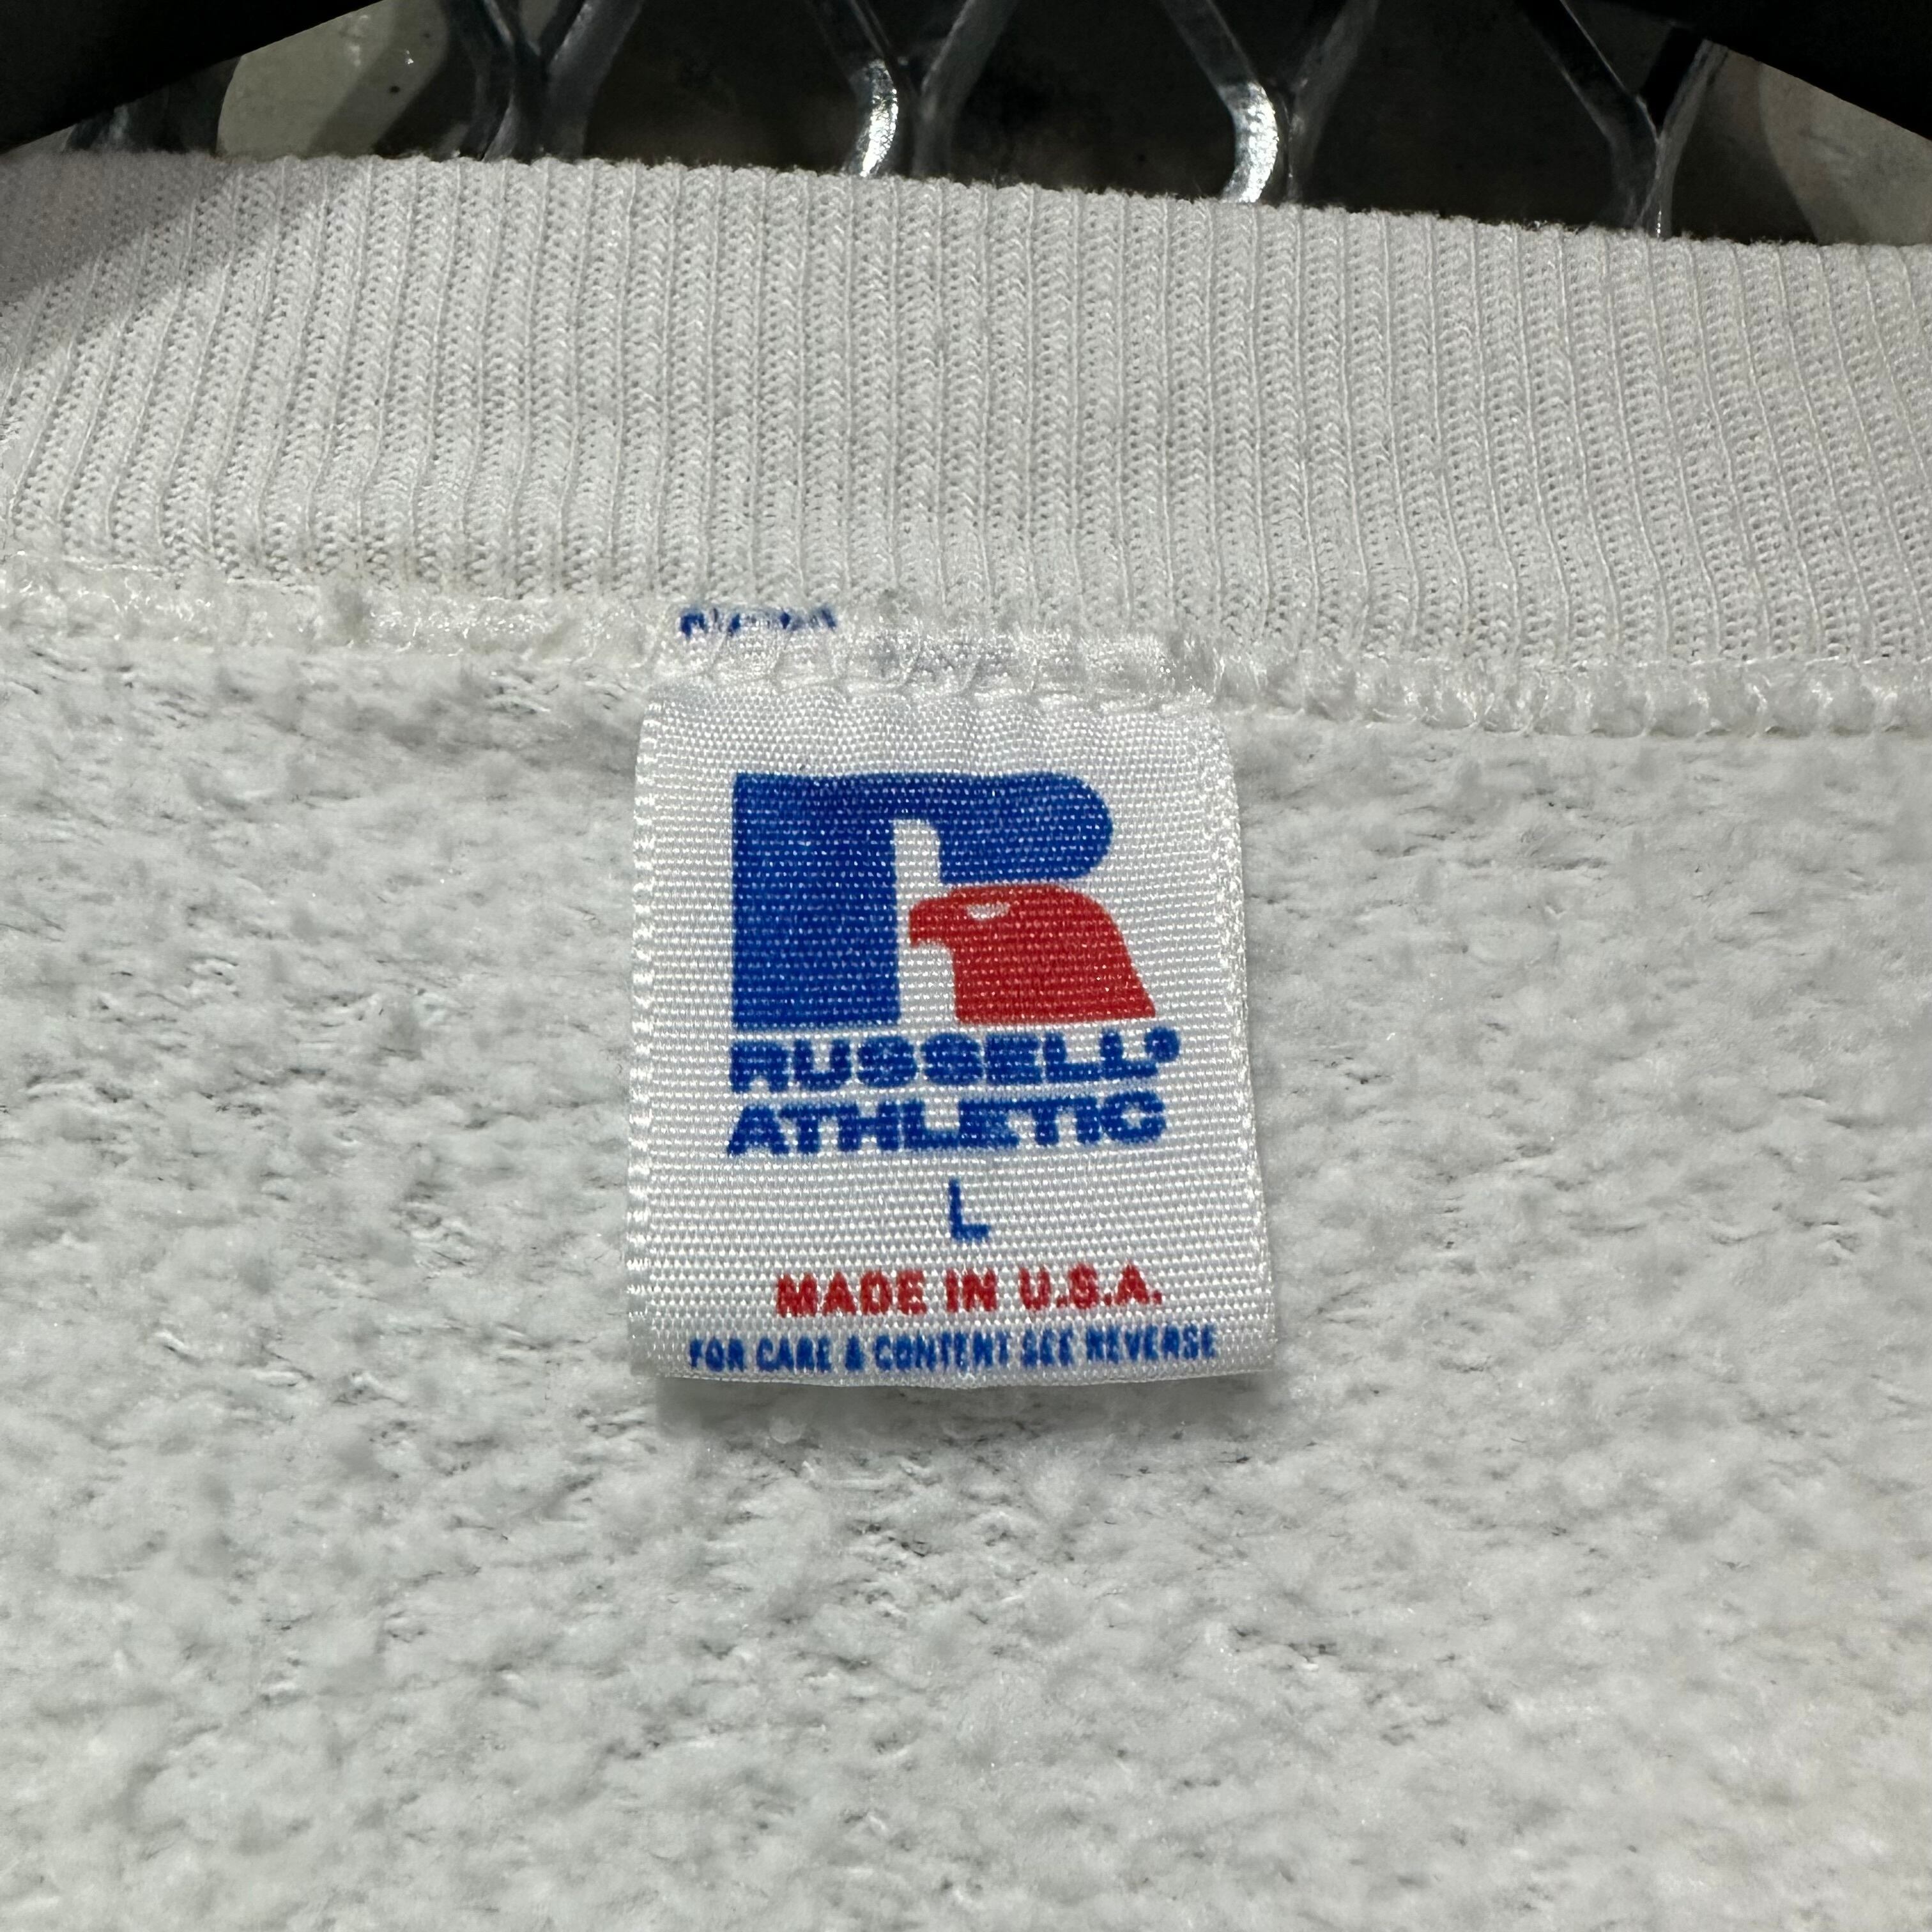 RUSSELL®
ATHLETIC
L
MADE IN U.S.A.
FOR CARE & CONTENT SEE REVERSE